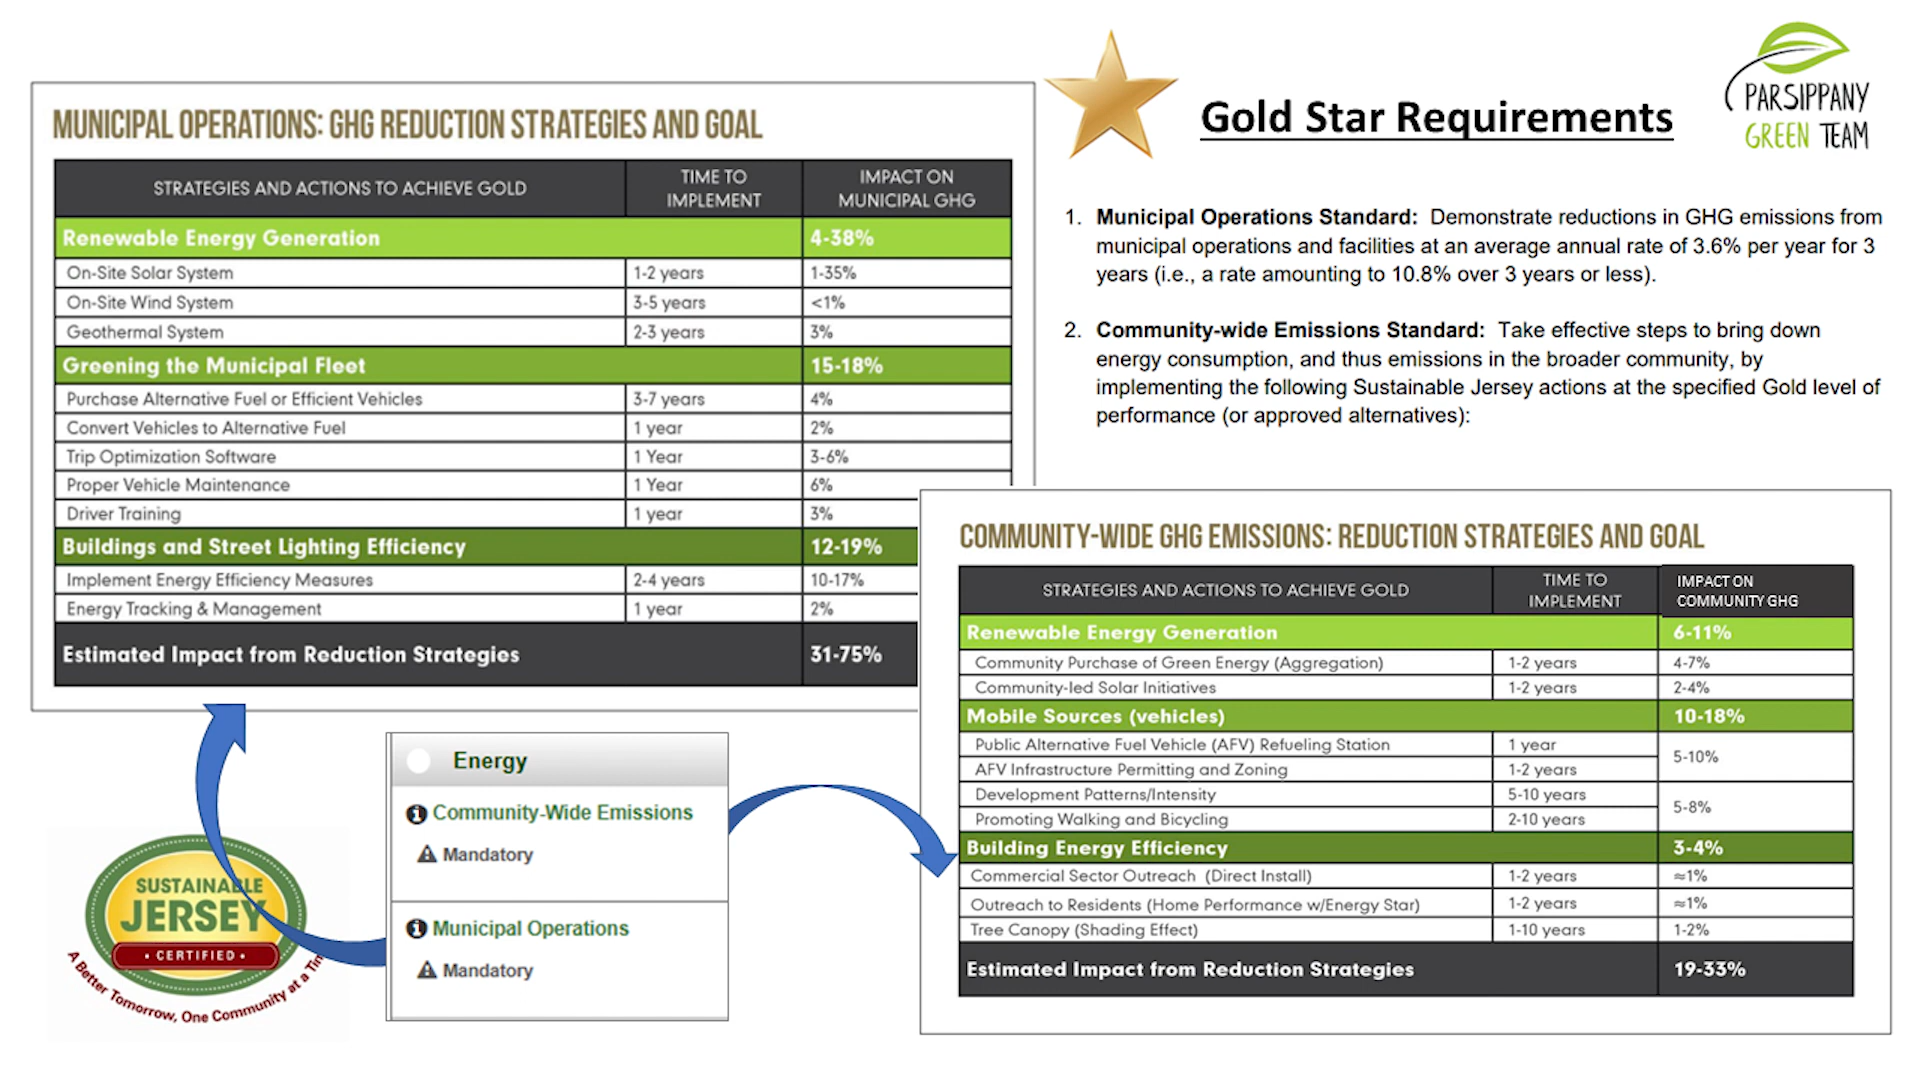 PARSIPPANY
GREEN TEAM
Gold Star Requirements
MUNICIPAL OPERATIONS: GHG REDUCTION STRATEGIES AND GOAL
STRATEGIES AND ACTIONS TO ACHIEVE GOLD
TIME TO
IMPLEMENT
IMPACT ON
MUNICIPAL GHG
Renewable Energy Generation 4-38%
On-Site Solar System 1-2 years 1-35%
On-Site Wind System 3-5 years <1%
Geothermal System 2-3 years 3%
Greening the Municipal Fleet 15-18%
Purchase Alternative Fuel or Efficient Vehicles 3-7 years 4%
Convert Vehicles to Alternative Fuel 1 year 2%
Trip Optimization Software 1 Year 3-6%
Proper Vehicle Maintenance 1 Year 6%
Driver Training 1 year 3%
Buildings and Street Lighting Efficiency 12-19%
Implement Energy Efficiency Measures 2-4 years 10-17%
Energy Tracking & Management 1 year 2%
Estimated Impact from Reduction Strategies 31-75%
1. Municipal Operations Standard: Demonstrate reductions in GHG emissions from
municipal operations and facilities at an average annual rate of 3.6% per year for 3
years (i.e., a rate amounting to 10.8% over 3 years or less).
2. Community-wide Emissions Standard: Take effective steps to bring down
energy consumption, and thus emissions in the broader community, by
implementing the following Sustainable Jersey actions at the specified Gold level of
performance (or approved alternatives):
COMMUNITY-WIDE GHG EMISSIONS: REDUCTION STRATEGIES AND GOAL
STRATEGIES AND ACTIONS TO ACHIEVE GOLD
TIME TO
IMPLEMENT
IMPACT ON
COMMUNITY GHG
Renewable Energy Generation 6-11%
Community Purchase of Green Energy (Aggregation) 1-2 years 4-7%
Community-led Solar Initiatives 1-2 years 2-4%
Mobile Sources (vehicles) 10-18%
Public Alternative Fuel Vehicle (AFV) Refueling Station 1 year
5-10%
AFV Infrastructure Permitting and Zoning 1-2 years
Development Patterns/Intensity 5-10 years
5-8%
Promoting Walking and Bicycling 2-10 years
Building Energy Efficiency 3-4%
Commercial Sector Outreach (Direct Install) 1-2 years ≈1%
Outreach to Residents (Home Performance w/Energy Star) 1-2 years ≈1%
Tree Canopy (Shading Effect) 1-10 years 1-2%
Estimated Impact from Reduction Strategies 19-33%
Energy
Community-Wide Emissions
Mandatory
Municipal Operations
Mandatory
SUSTAINABLE
JERSEY
• CERTIFIED •
A Better Tomorrow, One Community at a